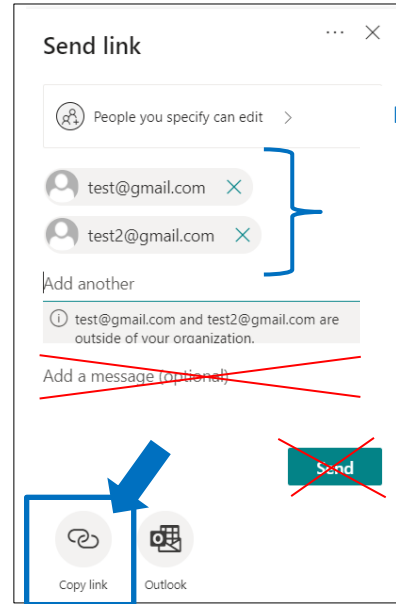 Send link
People you specify can edit
test@gmail.com
test2@gmail.com
Add another
test@gmail.com and test2@gmail.com are
outside of your organization.
Add a message (optional)
Send
Copy link
Outlook